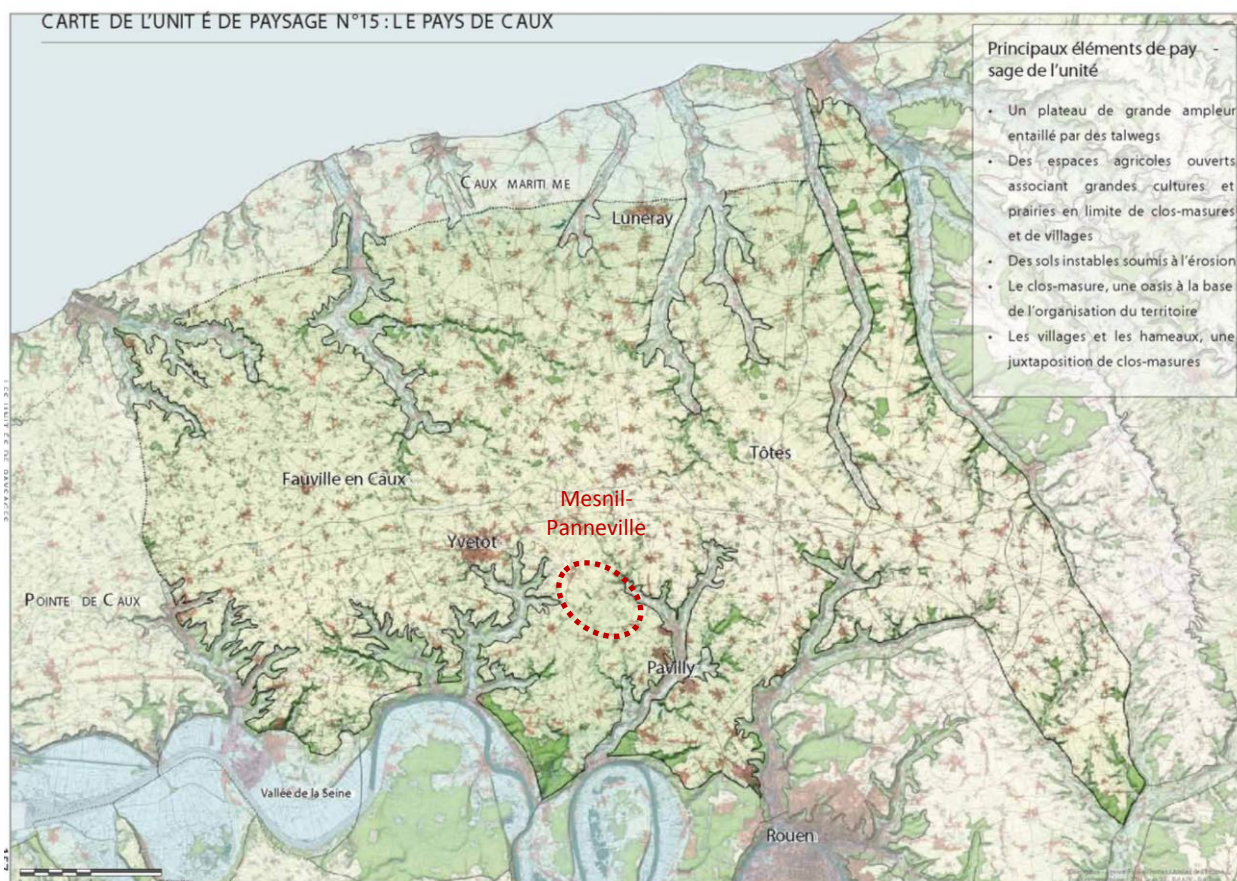 CARTE DE L'UNIT É DE PAYSAGE N°15 : LE PAYS DE CAUX
Principaux éléments de pay -
sage de l'unité
• Un plateau de grande ampleur
entaillé par des talwegs
• Des espaces agricoles ouverts
associant grandes cultures et
prairies en limite de clos-masures
et de villages
• Des sols instables soumis à l'érosion
• Le clos-masure, une oasis à la base
de l'organisation du territoire
• Les villages et les hameaux, une
juxtaposition de clos-masures
CAUX MARITIME
Luneray
Tôtes
Fauville en Caux
Mesnil-
Panneville
Yvetot
POINTE DE CAUX
Pavilly
Vallée de la Seine
Rouen